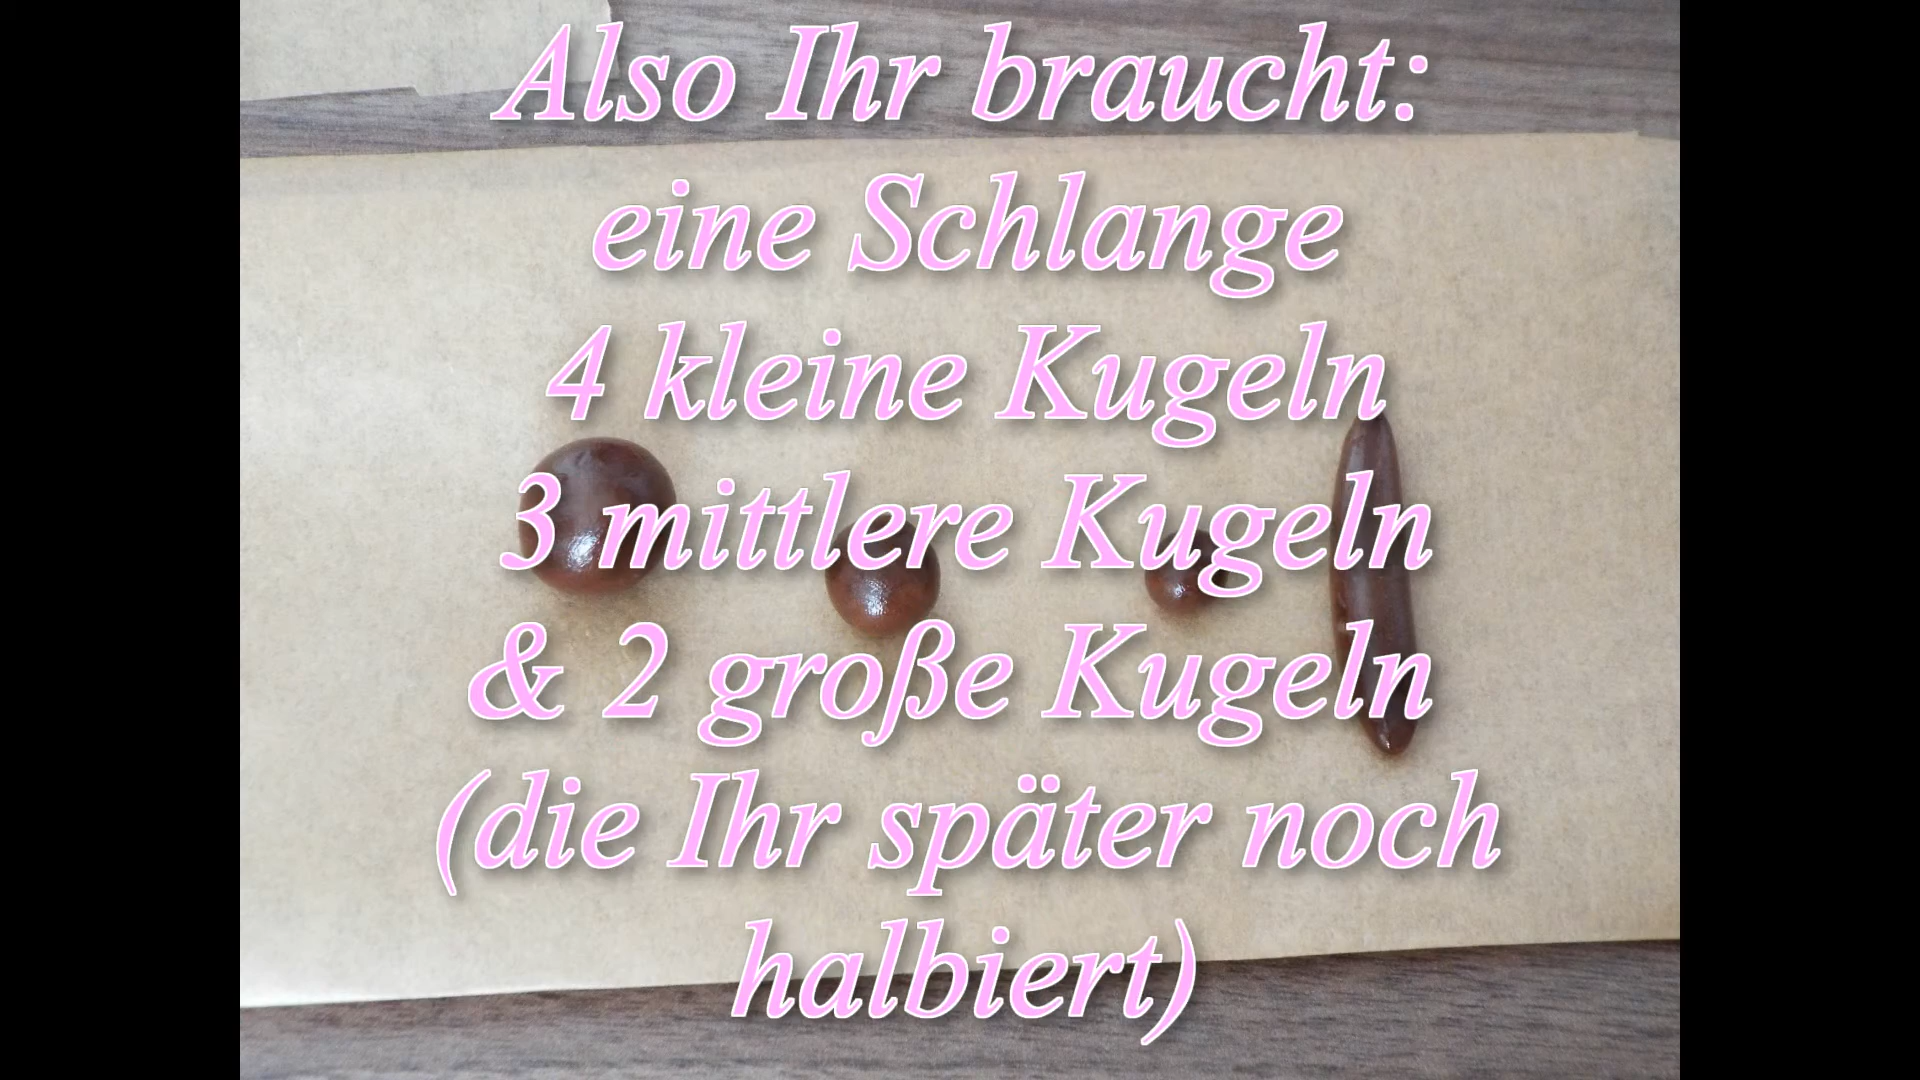 Also Ihr braucht:
eine Schlange
4 kleine Kugeln
3 mittlere Kugeln
& 2 große Kugeln
(die Ihr später noch
halbiert)